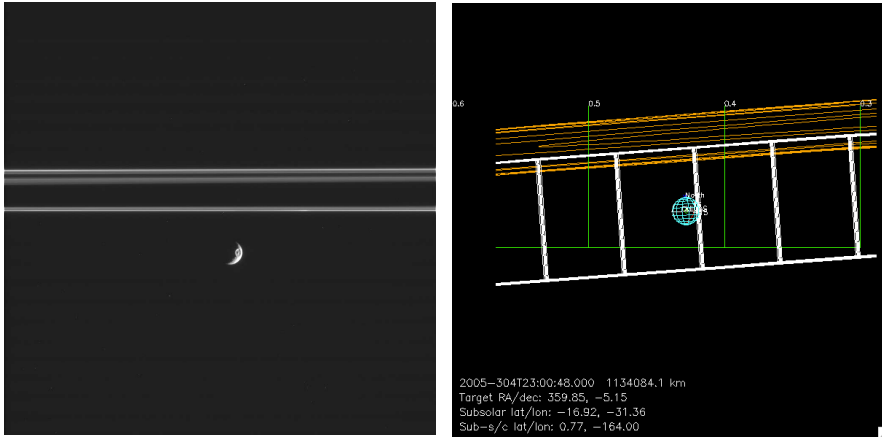 0.6
0.5
0.4
0.3
North
2005-304T23:00:48.000 1134084.1 km
Target RA/dec: 359.85, -5.15
Subsolar lat/lon: -16.92, -31.36
Sub-s/c lat/lon: 0.77, -164.00